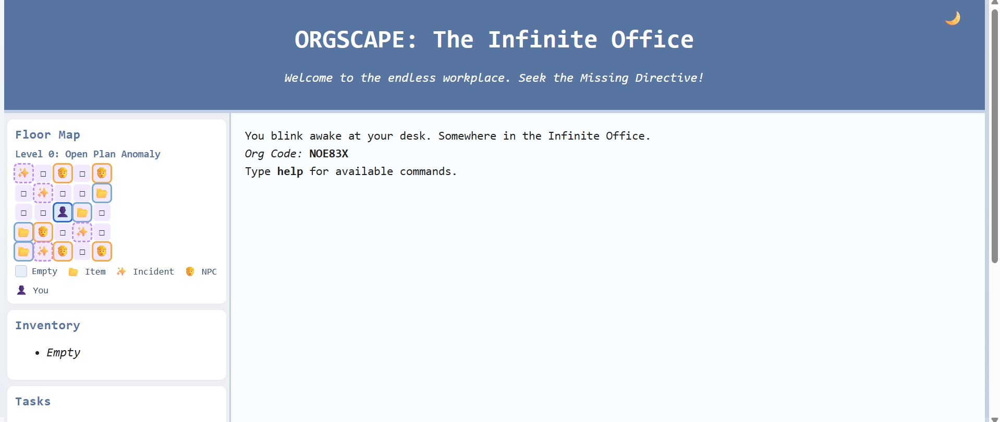 ORGSCAPE: The Infinite Office
Welcome to the endless workplace. Seek the Missing Directive!
Floor Map
Level 0: Open Plan Anomaly
Empty Item Incident NPC
You
Inventory
Empty
Tasks
You blink awake at your desk. Somewhere in the Infinite Office.
Org Code: NOE83X
Type help for available commands.